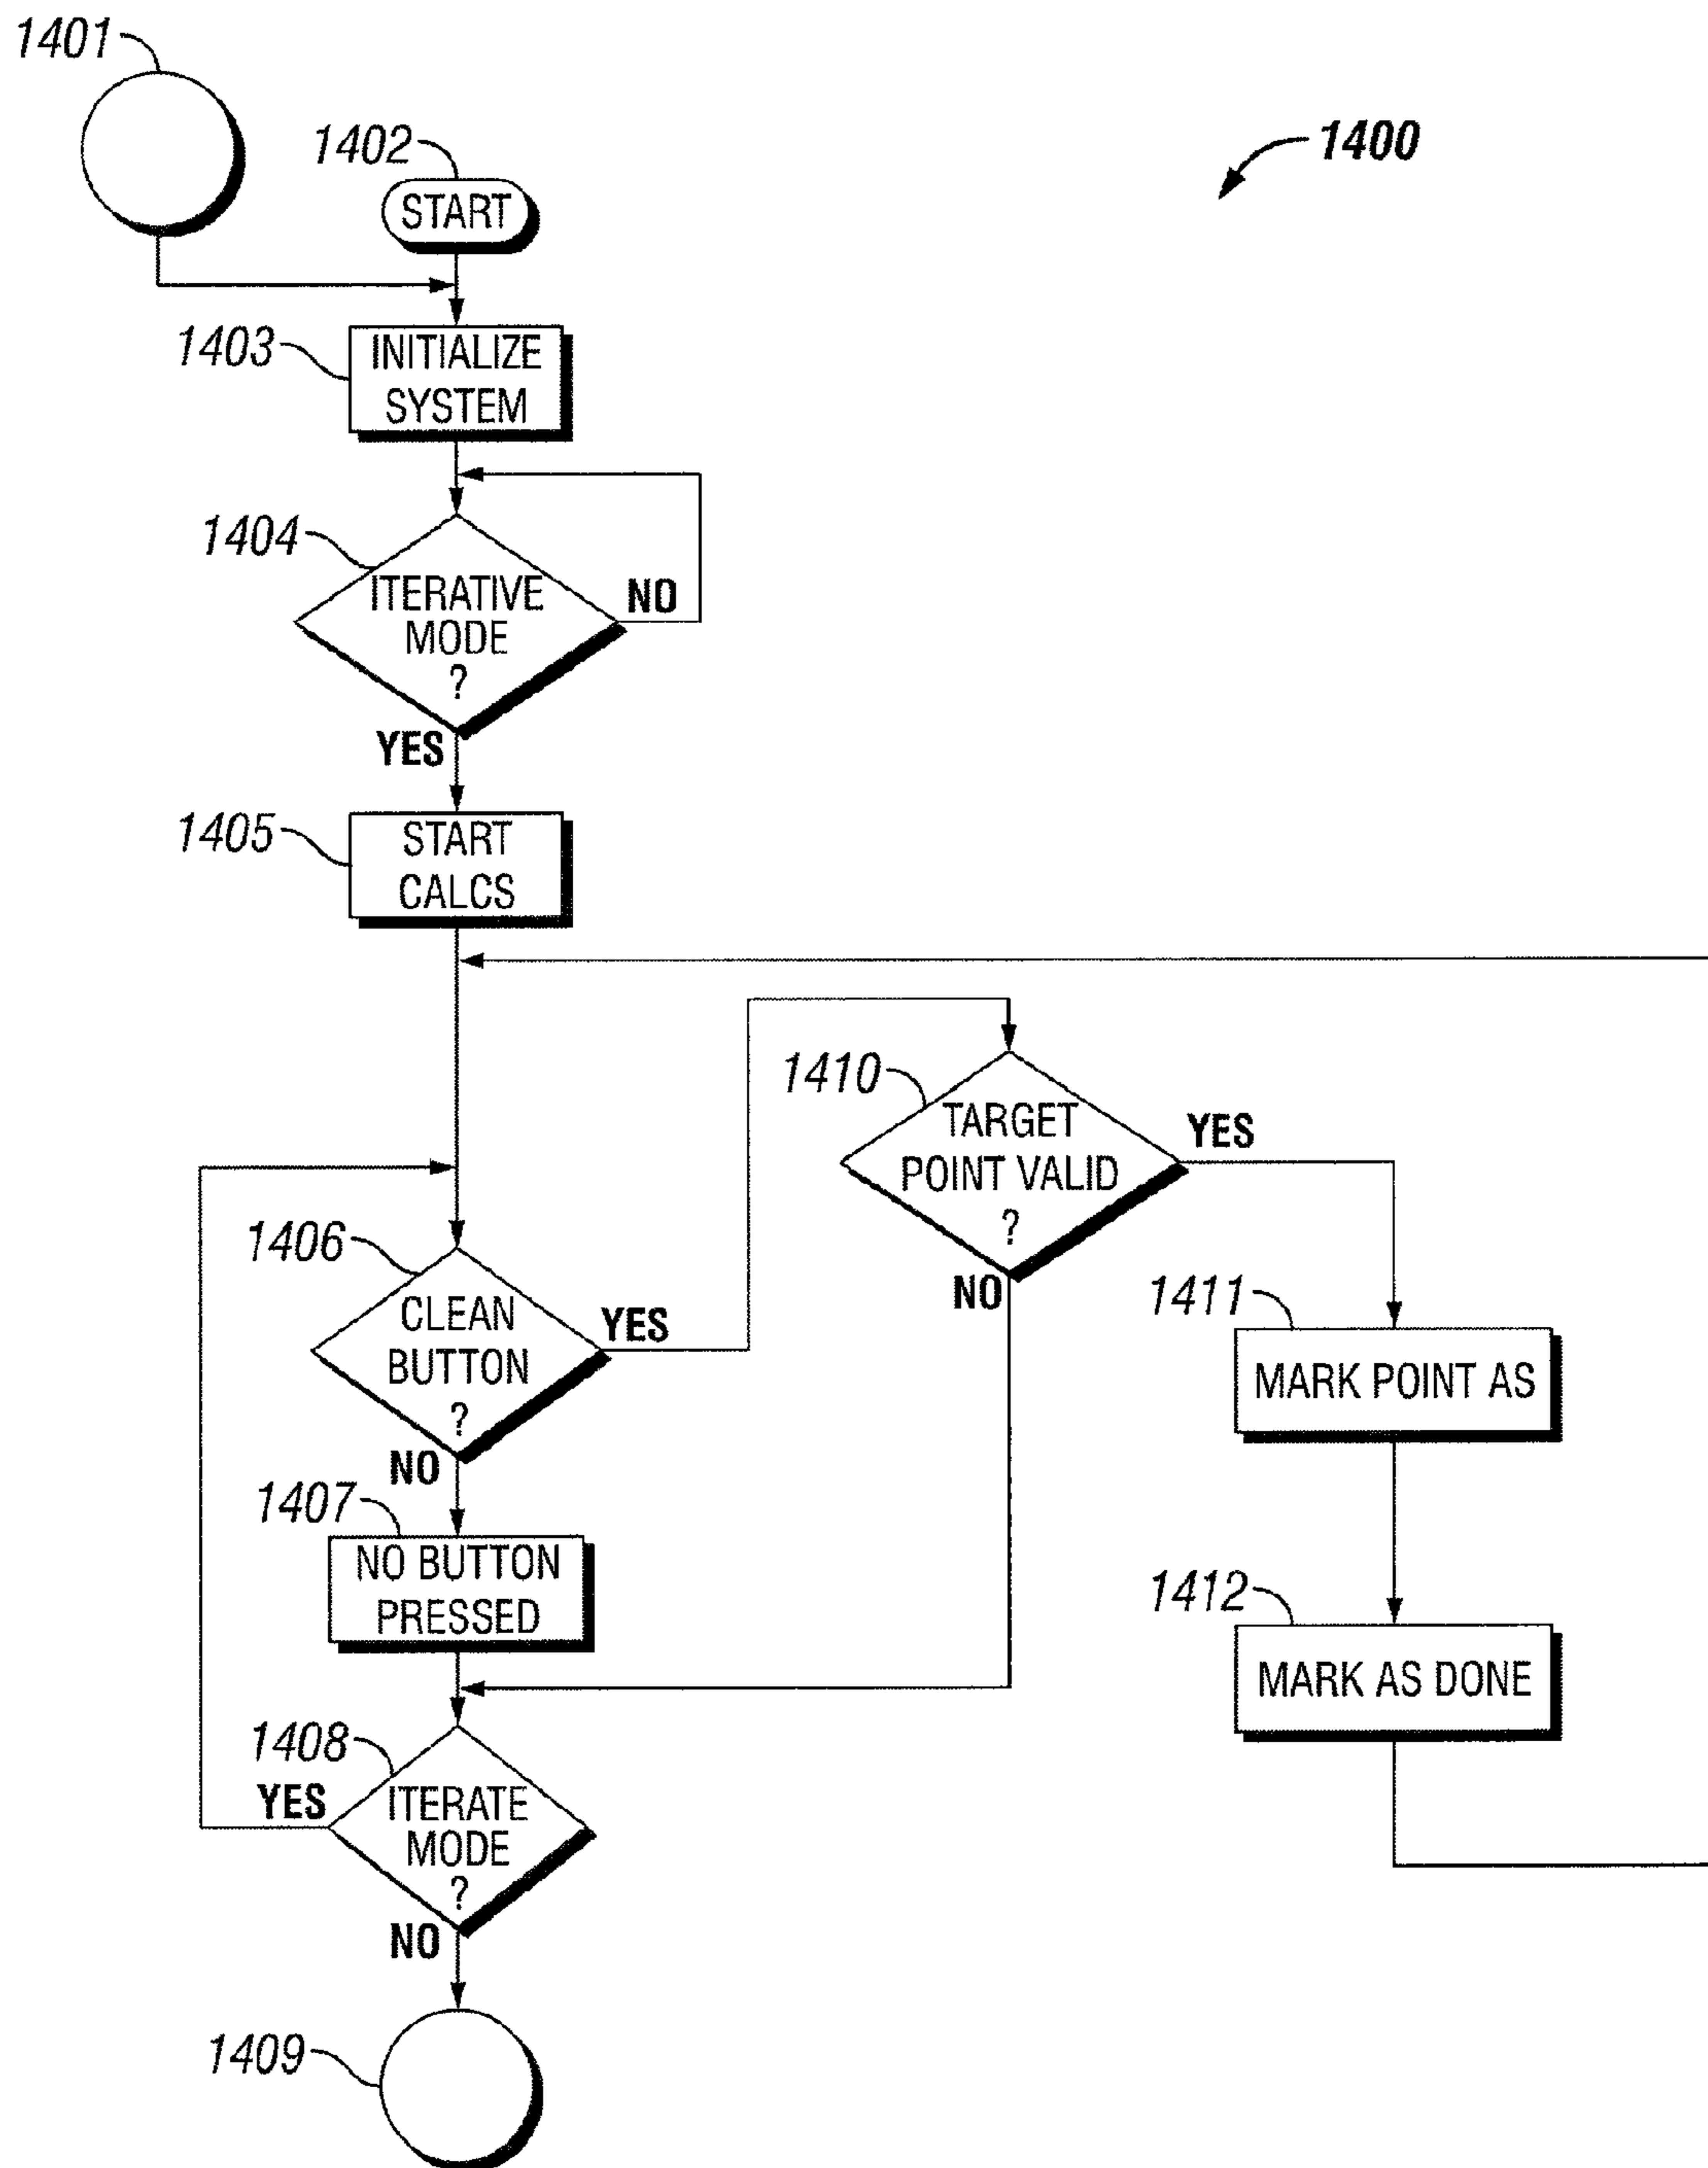 1401
1402
START
1400
1403
INITIALIZE
SYSTEM
1404
ITERATIVE
MODE
?
NO
YES
1405
START
CALCS
1410
TARGET
POINT VALID
?
YES
NO
1406
CLEAN
BUTTON
?
YES
NO
1411
MARK POINT AS
1407
NO BUTTON
PRESSED
1412
MARK AS DONE
1408
YES
ITERATE
MODE
?
NO
1409